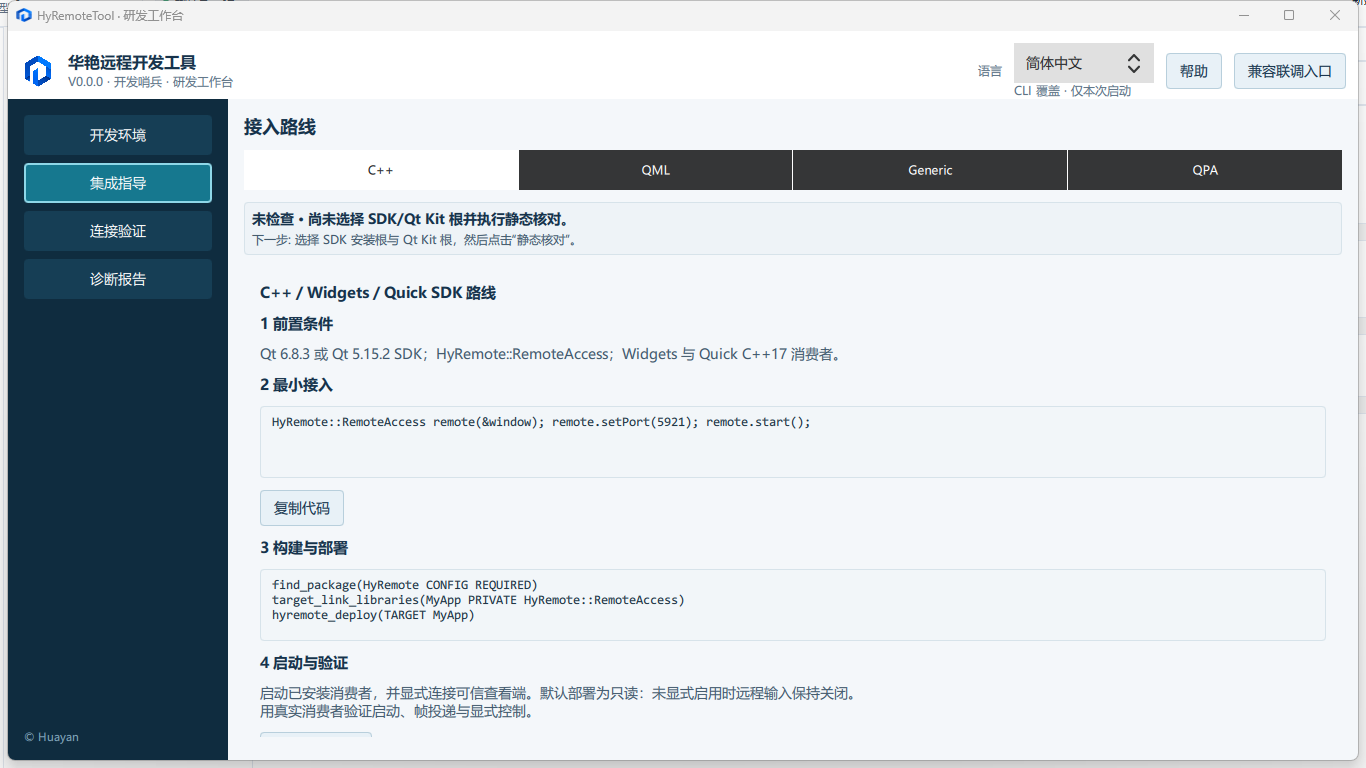 HyRemoteTool · 研发工作台
华艳远程开发工具
V0.0.0 · 开发哨兵 · 研发工作台
语言
简体中文
CLI 覆盖 · 仅本次启动
帮助
兼容联调入口
开发环境
集成指导
连接验证
诊断报告
© Huayan
接入路线
C++
QML
Generic
QPA
未检查 • 尚未选择 SDK/Qt Kit 根并执行静态核对。
下一步: 选择 SDK 安装根与 Qt Kit 根，然后点击“静态核对”。
C++ / Widgets / Quick SDK 路线
1 前置条件
Qt 6.8.3 或 Qt 5.15.2 SDK；HyRemote::RemoteAccess；Widgets 与 Quick C++17 消费者。
2 最小接入
HyRemote::RemoteAccess remote(&window); remote.setPort(5921); remote.start();
复制代码
3 构建与部署
find_package(HyRemote CONFIG REQUIRED)
target_link_libraries(MyApp PRIVATE HyRemote::RemoteAccess)
hyremote_deploy(TARGET MyApp)
4 启动与验证
启动已安装消费者，并显式连接可信查看端。默认部署为只读：未显式启用时远程输入保持关闭。
用真实消费者验证启动、帧投递与显式控制。